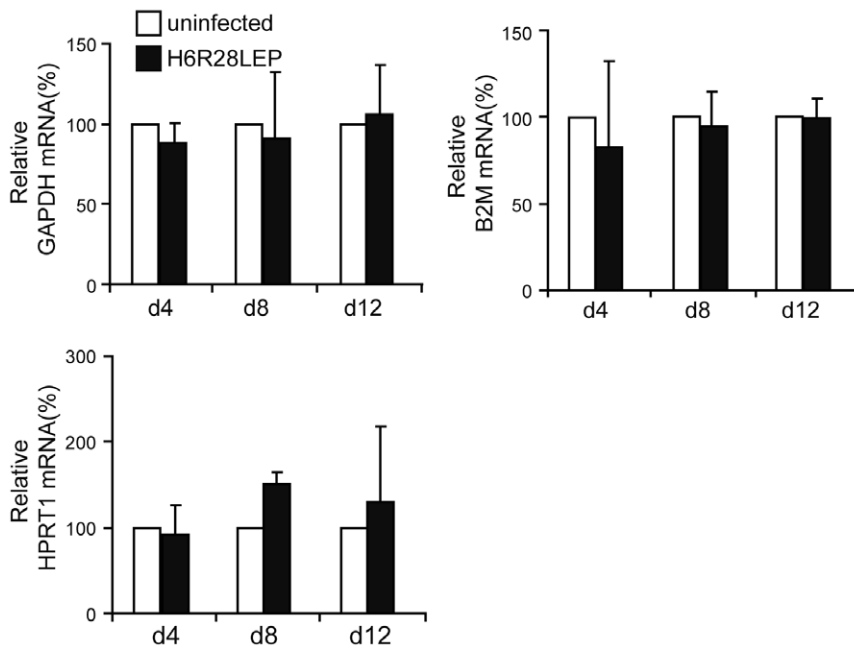 uninfected
H6R28LEP
Relative
GAPDH mRNA(%)
150
100
50
0
d4 d8 d12
Relative
B2M mRNA(%)
150
100
50
0
d4 d8 d12
Relative
HPRT1 mRNA(%)
300
200
100
0
d4 d8 d12